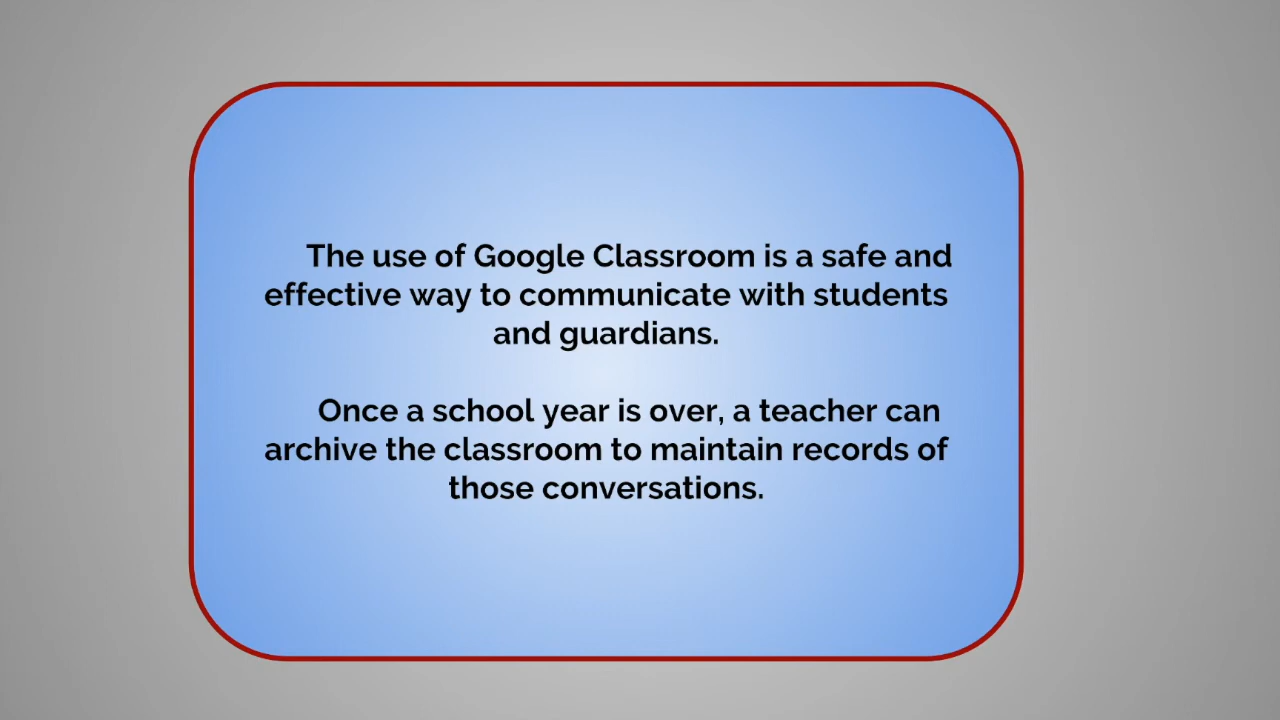 The use of Google Classroom is a safe and
effective way to communicate with students
and guardians.
Once a school year is over, a teacher can
archive the classroom to maintain records of
those conversations.